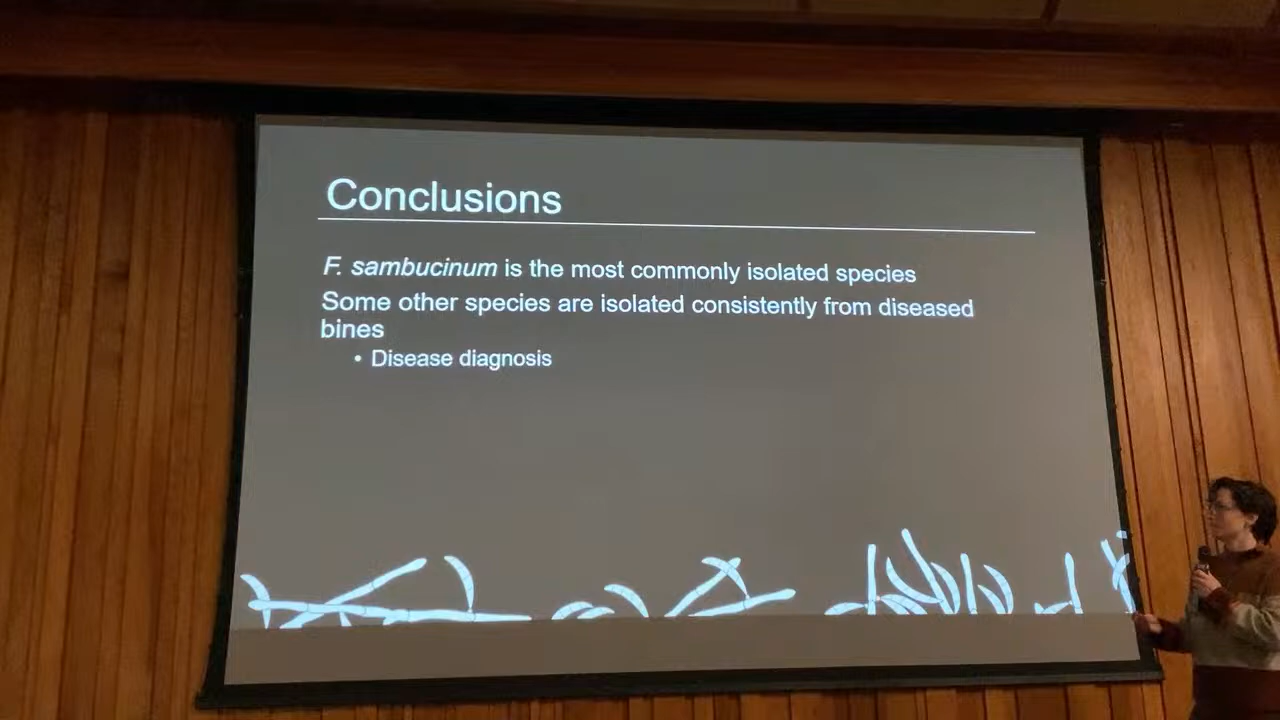 Conclusions
F. sambucinum is the most commonly isolated species
Some other species are isolated consistently from diseased
bines
• Disease diagnosis